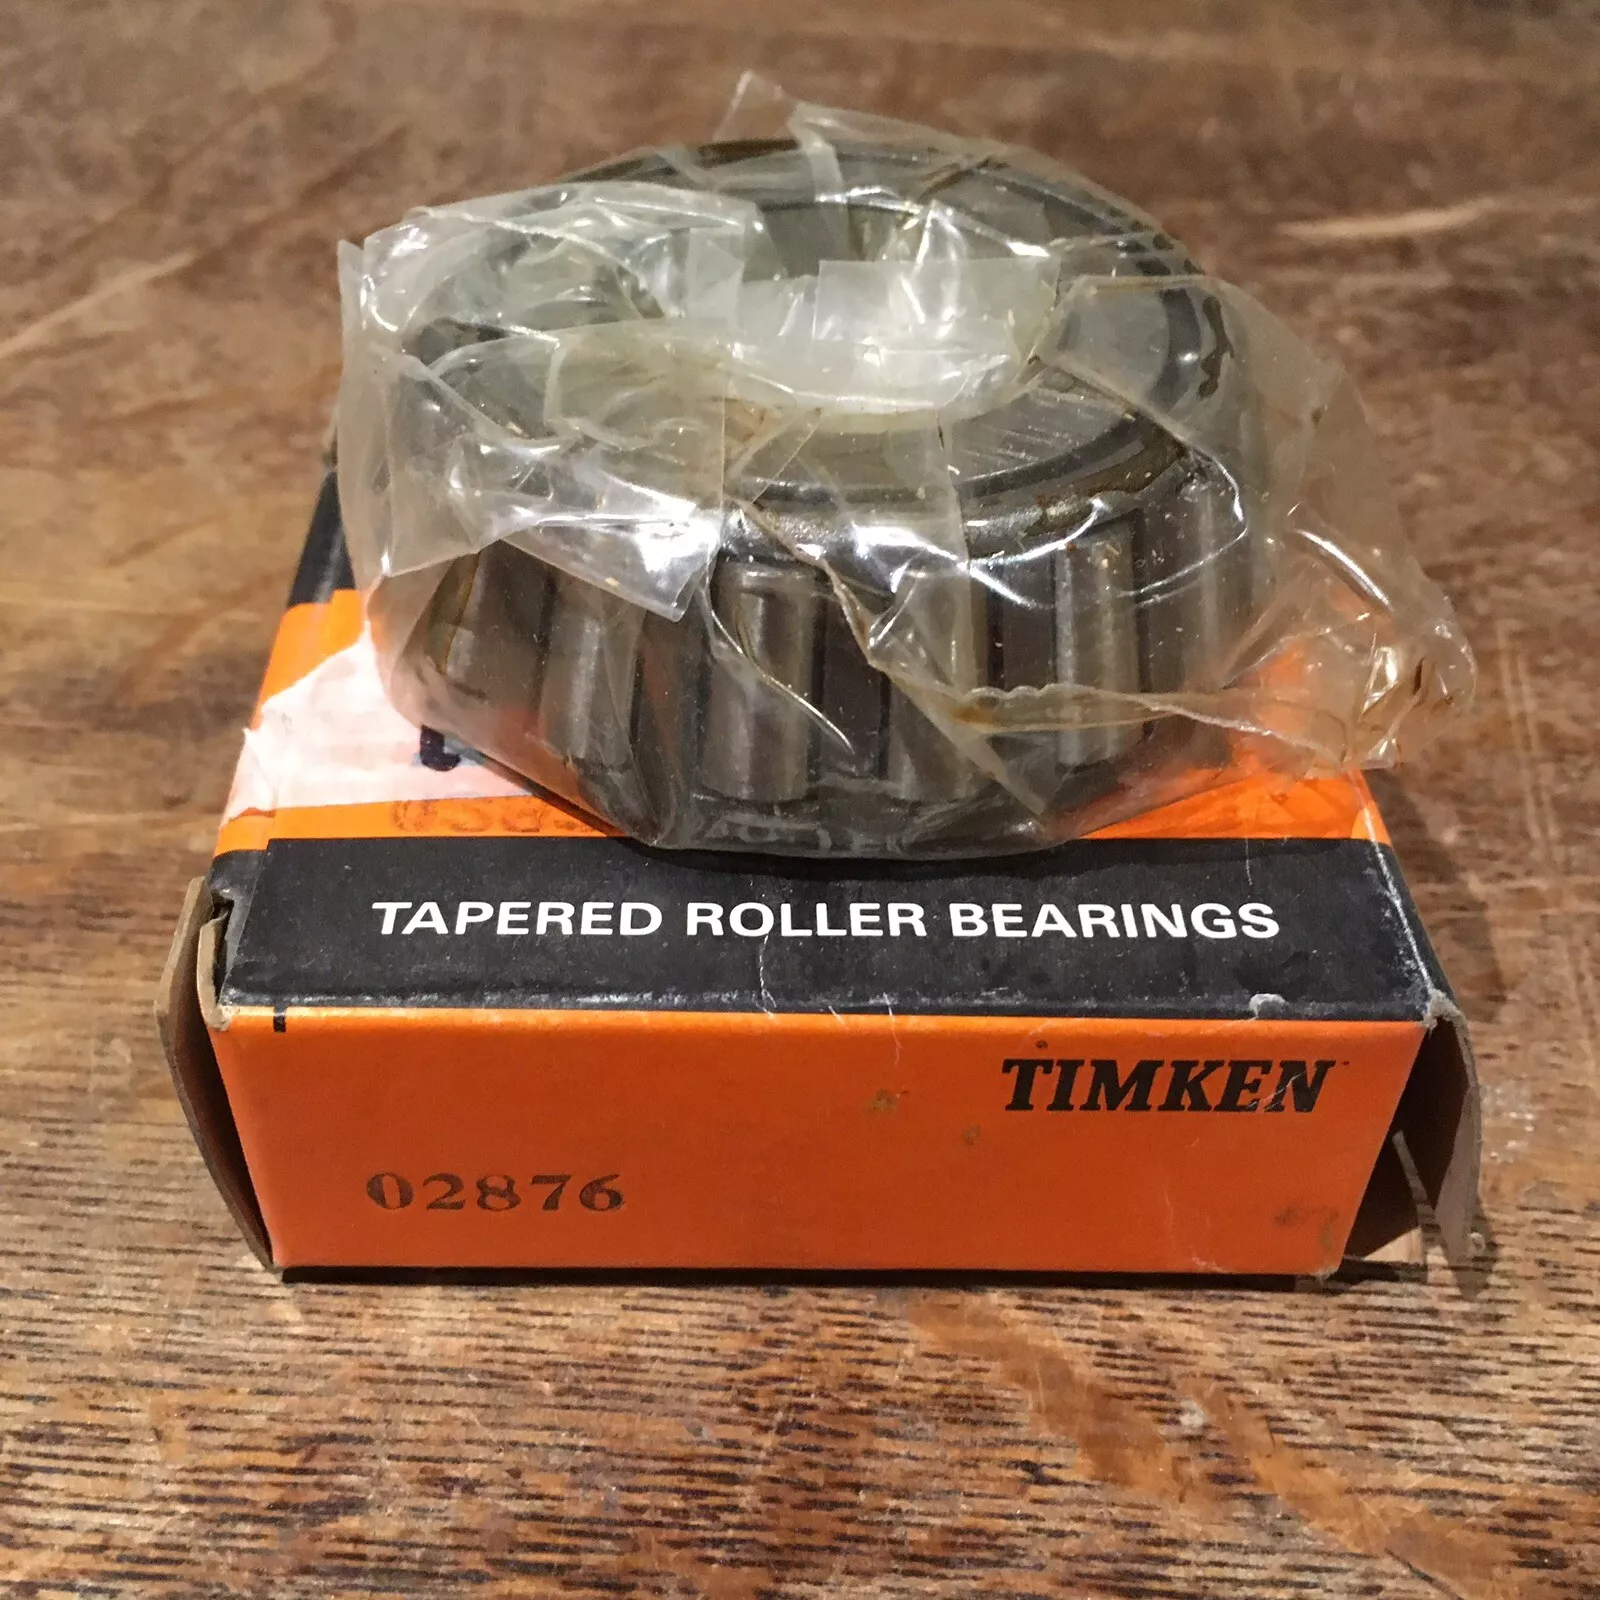 TAPERED ROLLER BEARINGS
TIMKEN
02876